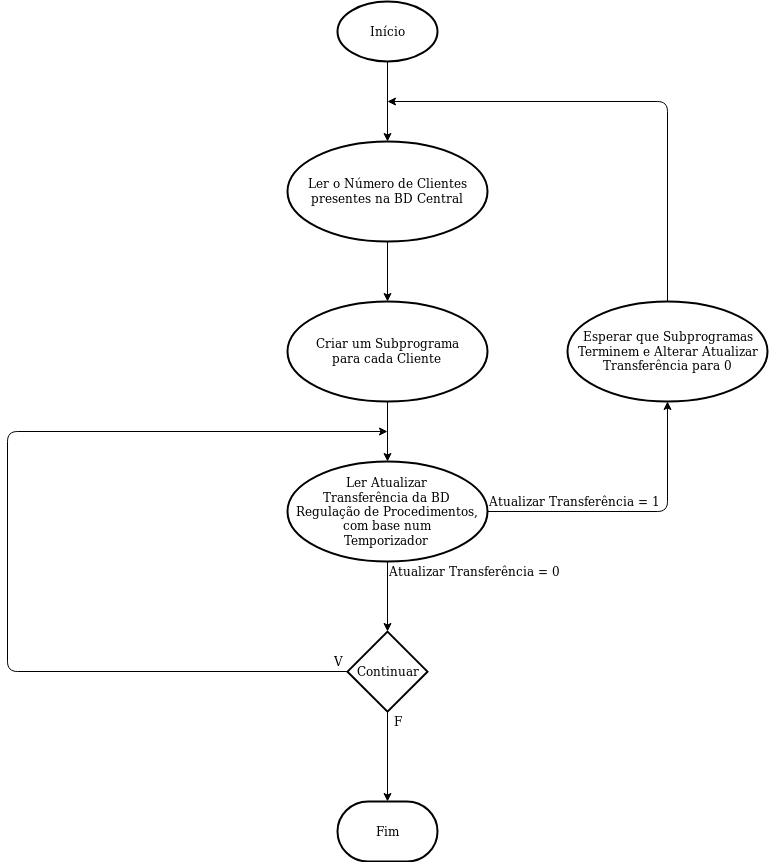 Início
Ler o Número de Clientes
presentes na BD Central
Criar um Subprograma
para cada Cliente
Esperar que Subprogramas
Terminem e Alterar Atualizar
Transferência para 0
Ler Atualizar
Transferência da BD
Regulação de Procedimentos,
com base num
Temporizador
Atualizar Transferência = 1
Atualizar Transferência = 0
V
Continuar
F
Fim